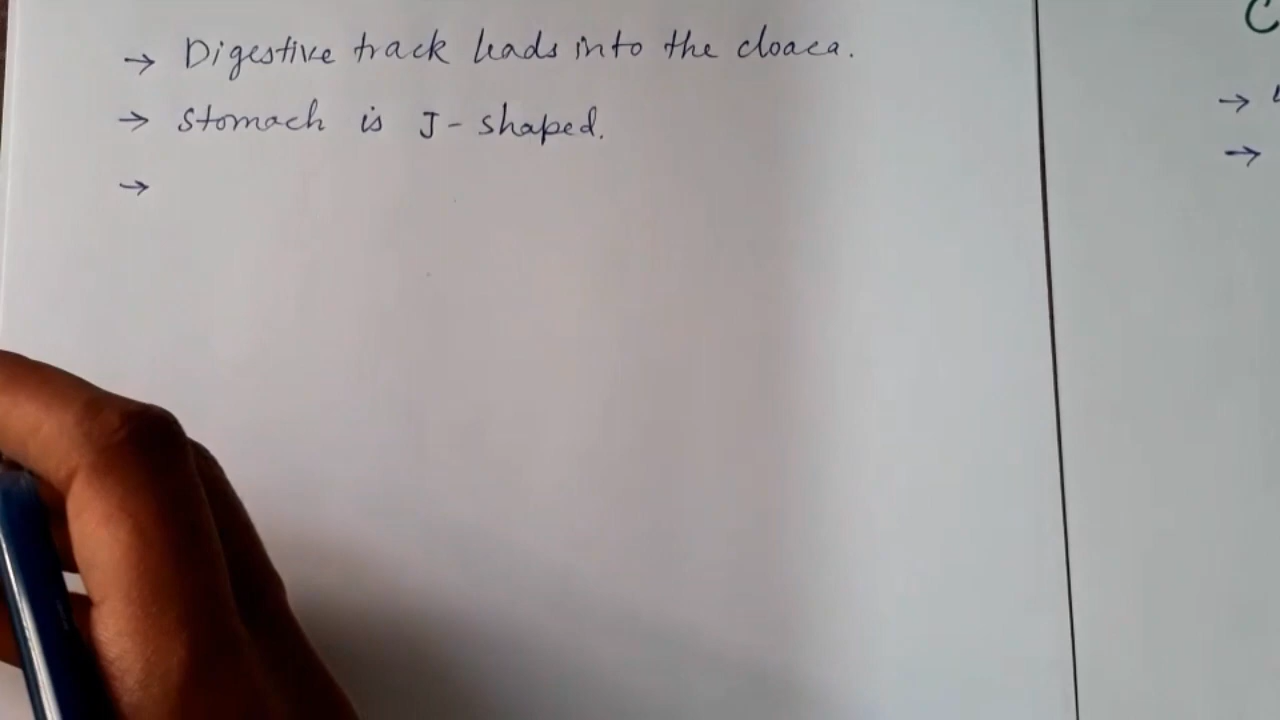 → Digestive track leads into the cloaca.
→ Stomach is J-shaped.
→
C
→
→